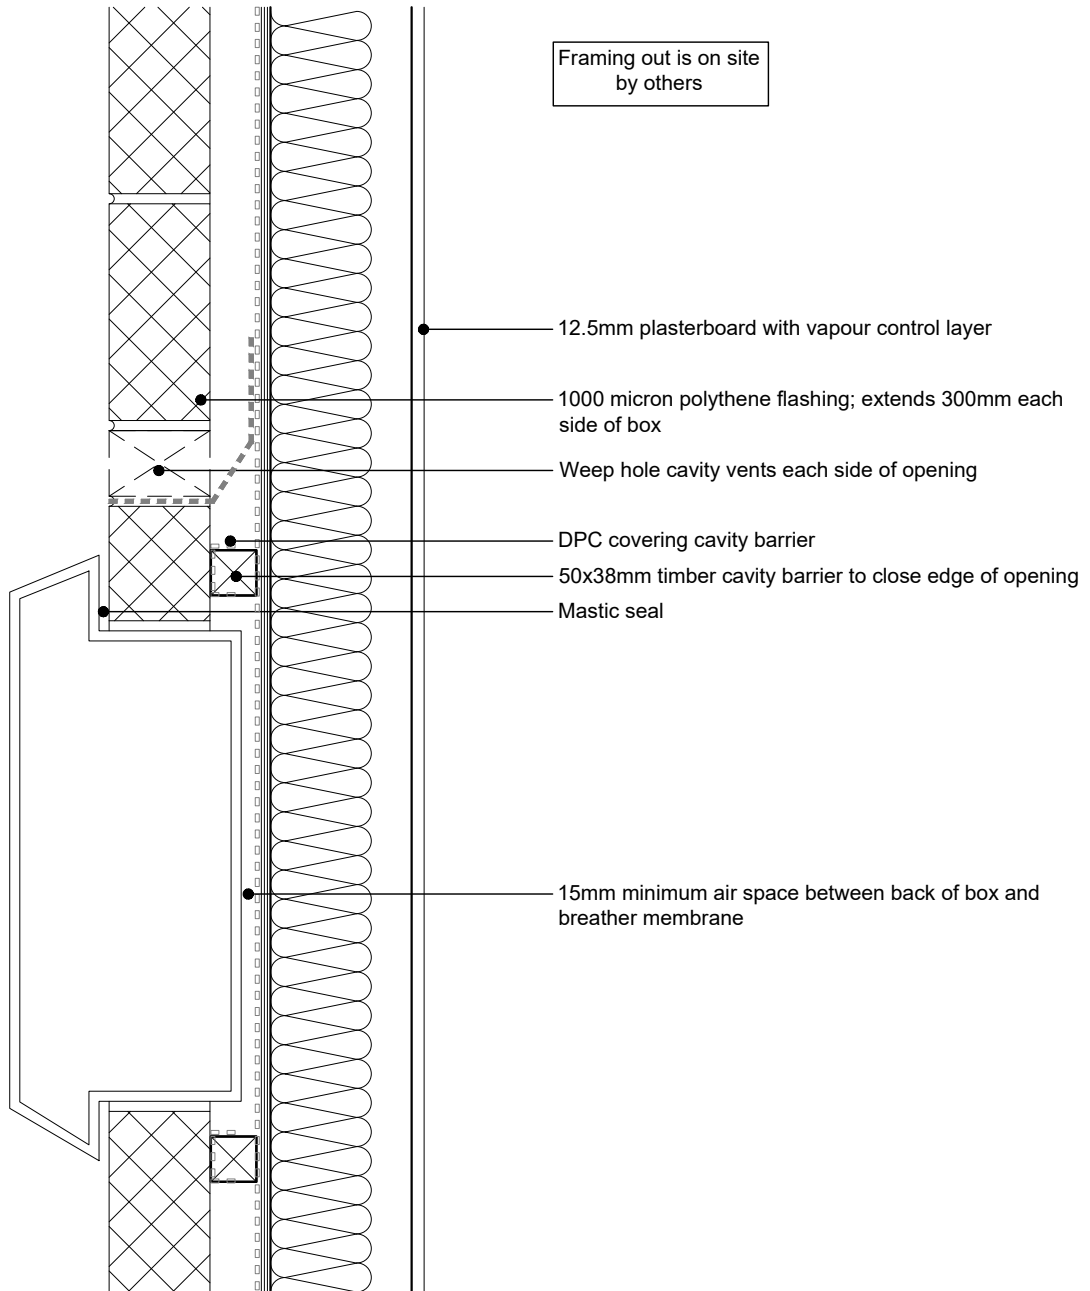 Framing out is on site
by others
12.5mm plasterboard with vapour control layer
1000 micron polythene flashing; extends 300mm each
side of box
Weep hole cavity vents each side of opening
DPC covering cavity barrier
50x38mm timber cavity barrier to close edge of opening
Mastic seal
15mm minimum air space between back of box and
breather membrane